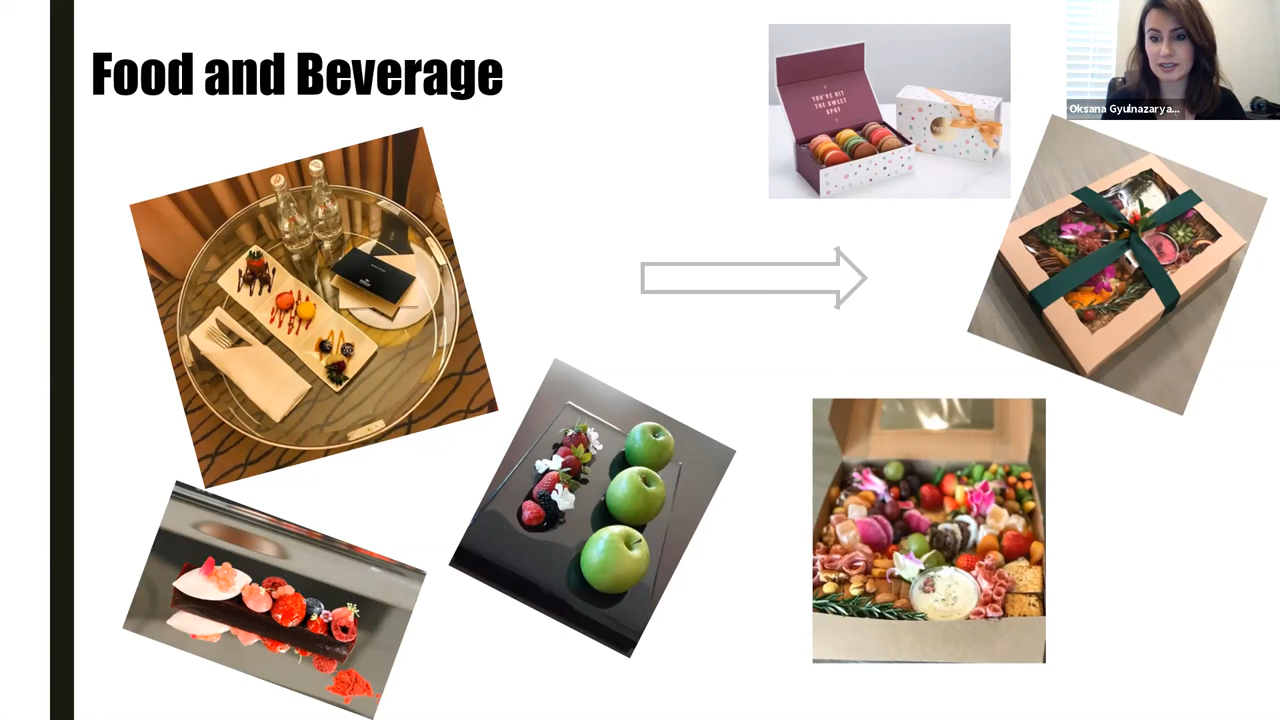 Food and Beverage
YOU'VE HIT
THE SWEET
SPOT
Oksana Gyulnazarya...